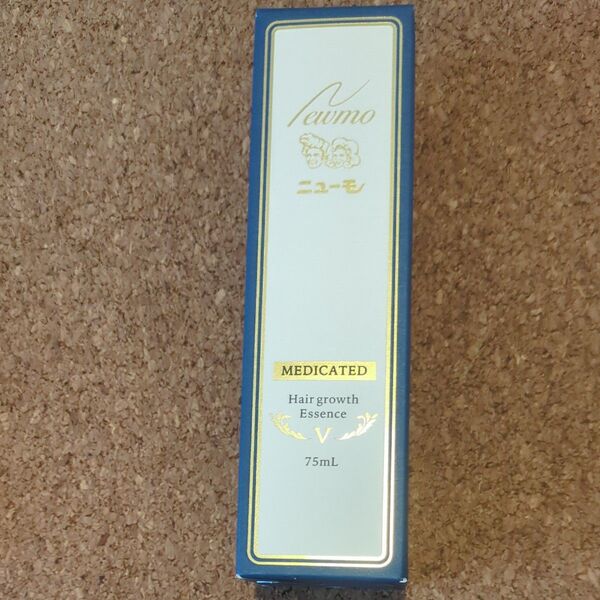 Newmo
ニューモ
MEDICATED
Hair growth
Essence
V
75mL